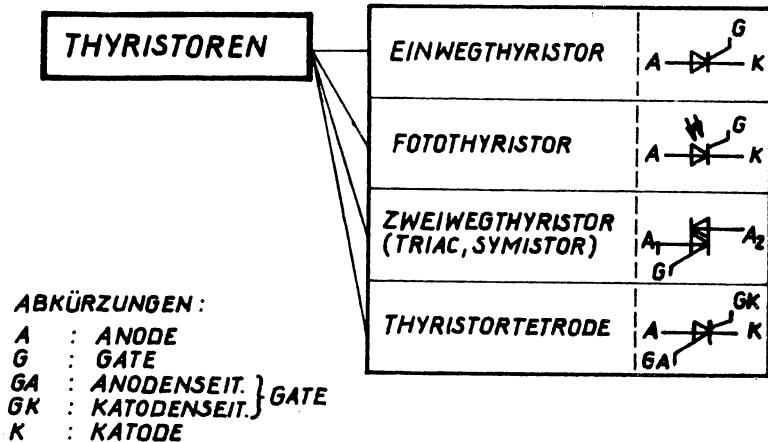 THYRISTOREN
EINWEGTHYRISTOR
A G K
FOTOTHYRISTOR
A G K
ZWEIWEGTHYRISTOR
(TRIAC, SYMISTOR)
A1 A2
G
THYRISTORTETRODE
GK
A K
GA
ABKÜRZUNGEN:
A : ANODE
G : GATE
GA : ANODENSEIT. } GATE
GK : KATODENSEIT.
K : KATODE